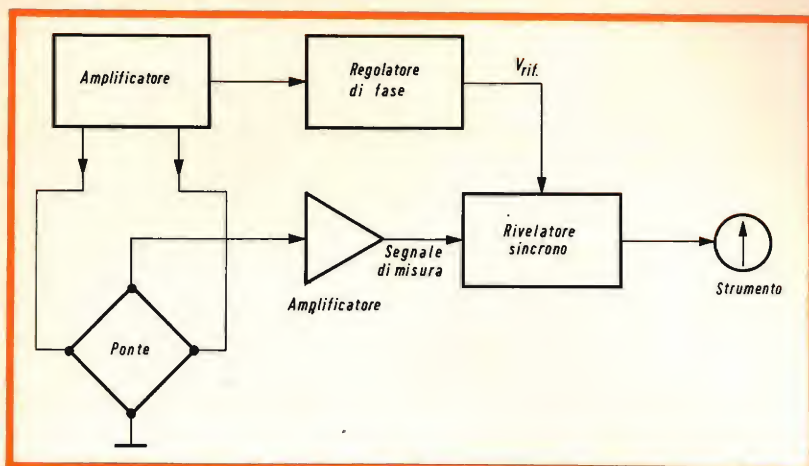 Amplificatore
Regolatore
di fase
Vrif.
Segnale
di misura
Amplificatore
Rivelatore
sincrono
Strumento
Ponte